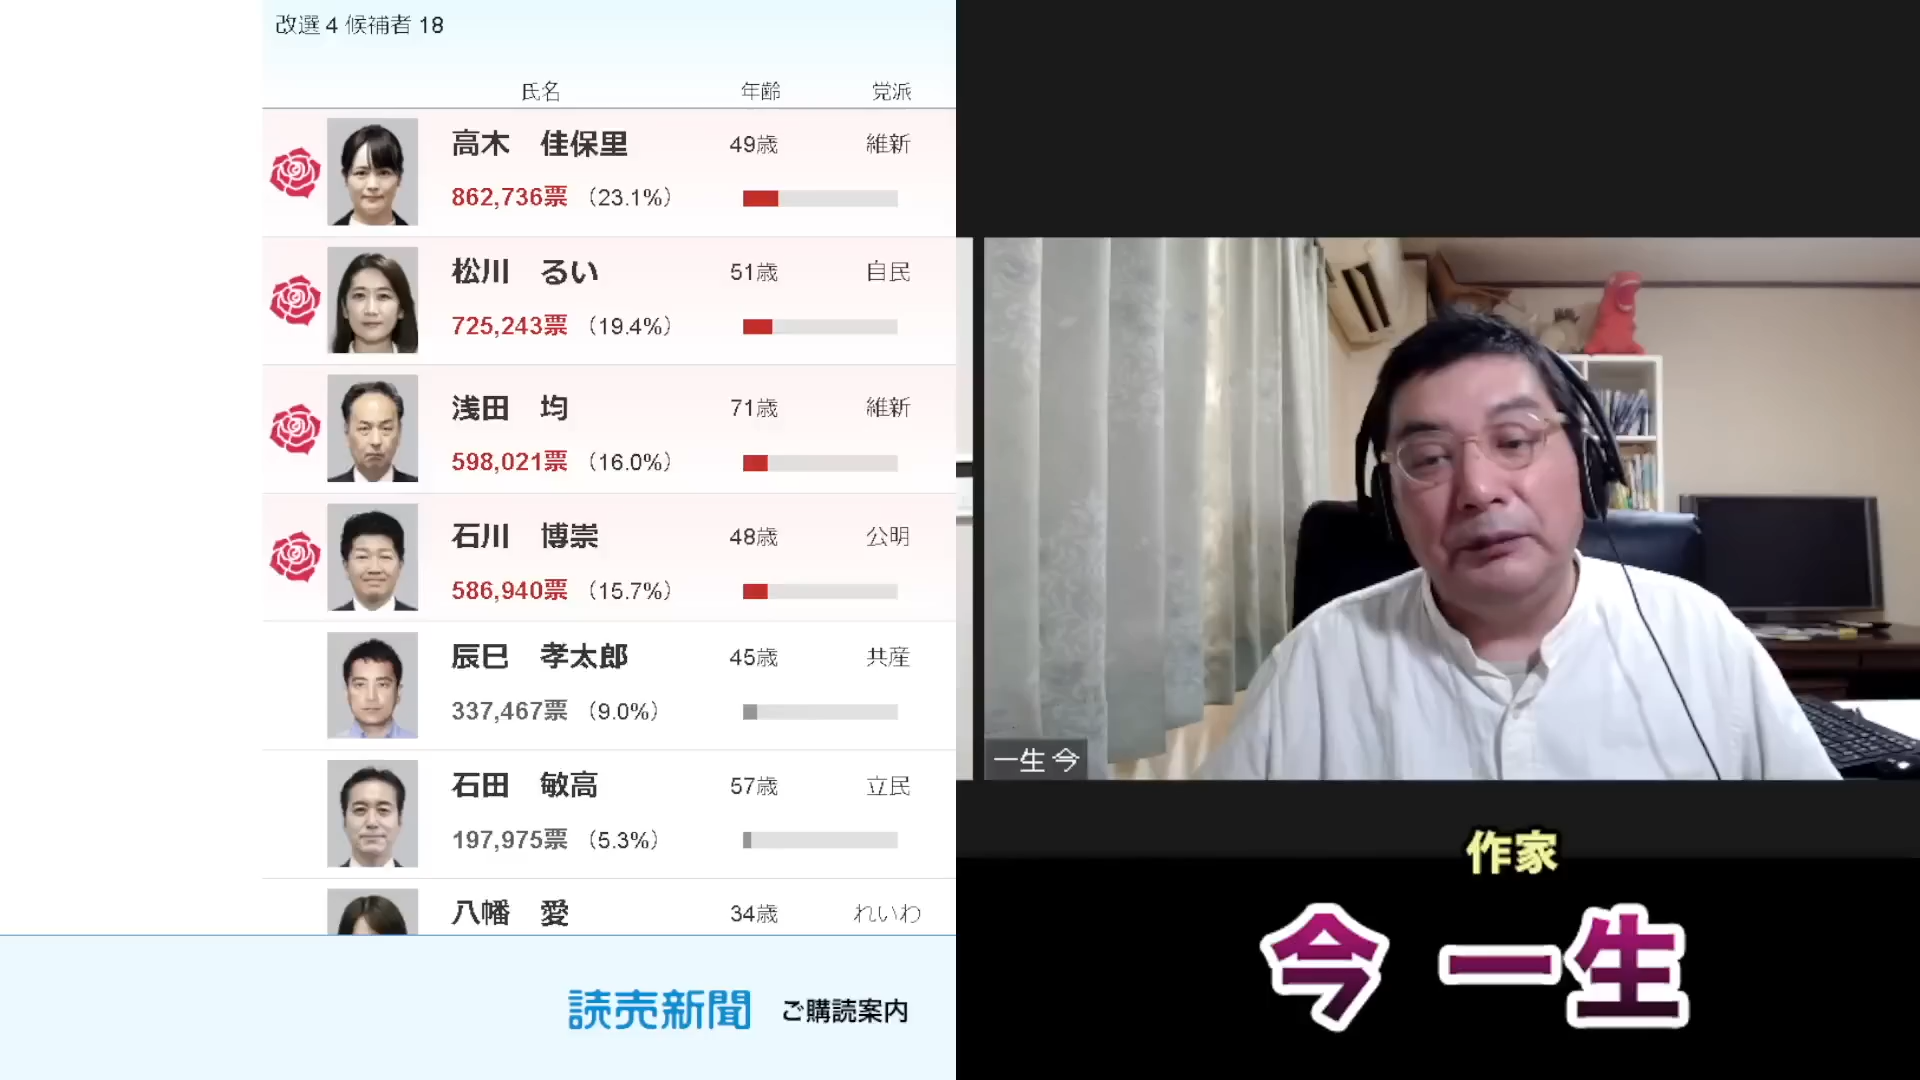 改選 4 候補者 18
氏名 年齢 党派
高木 佳保里 49歳 維新
862,736票 (23.1%)
松川 るい 51歳 自民
725,243票 (19.4%)
浅田 均 71歳 維新
598,021票 (16.0%)
石川 博崇 48歳 公明
586,940票 (15.7%)
辰巳 孝太郎 45歳 共産
337,467票 (9.0%)
石田 敏高 57歳 立民
197,975票 (5.3%)
八幡 愛 34歳 れいわ
読売新聞 ご購読案内
一生 今
作家
今 一生